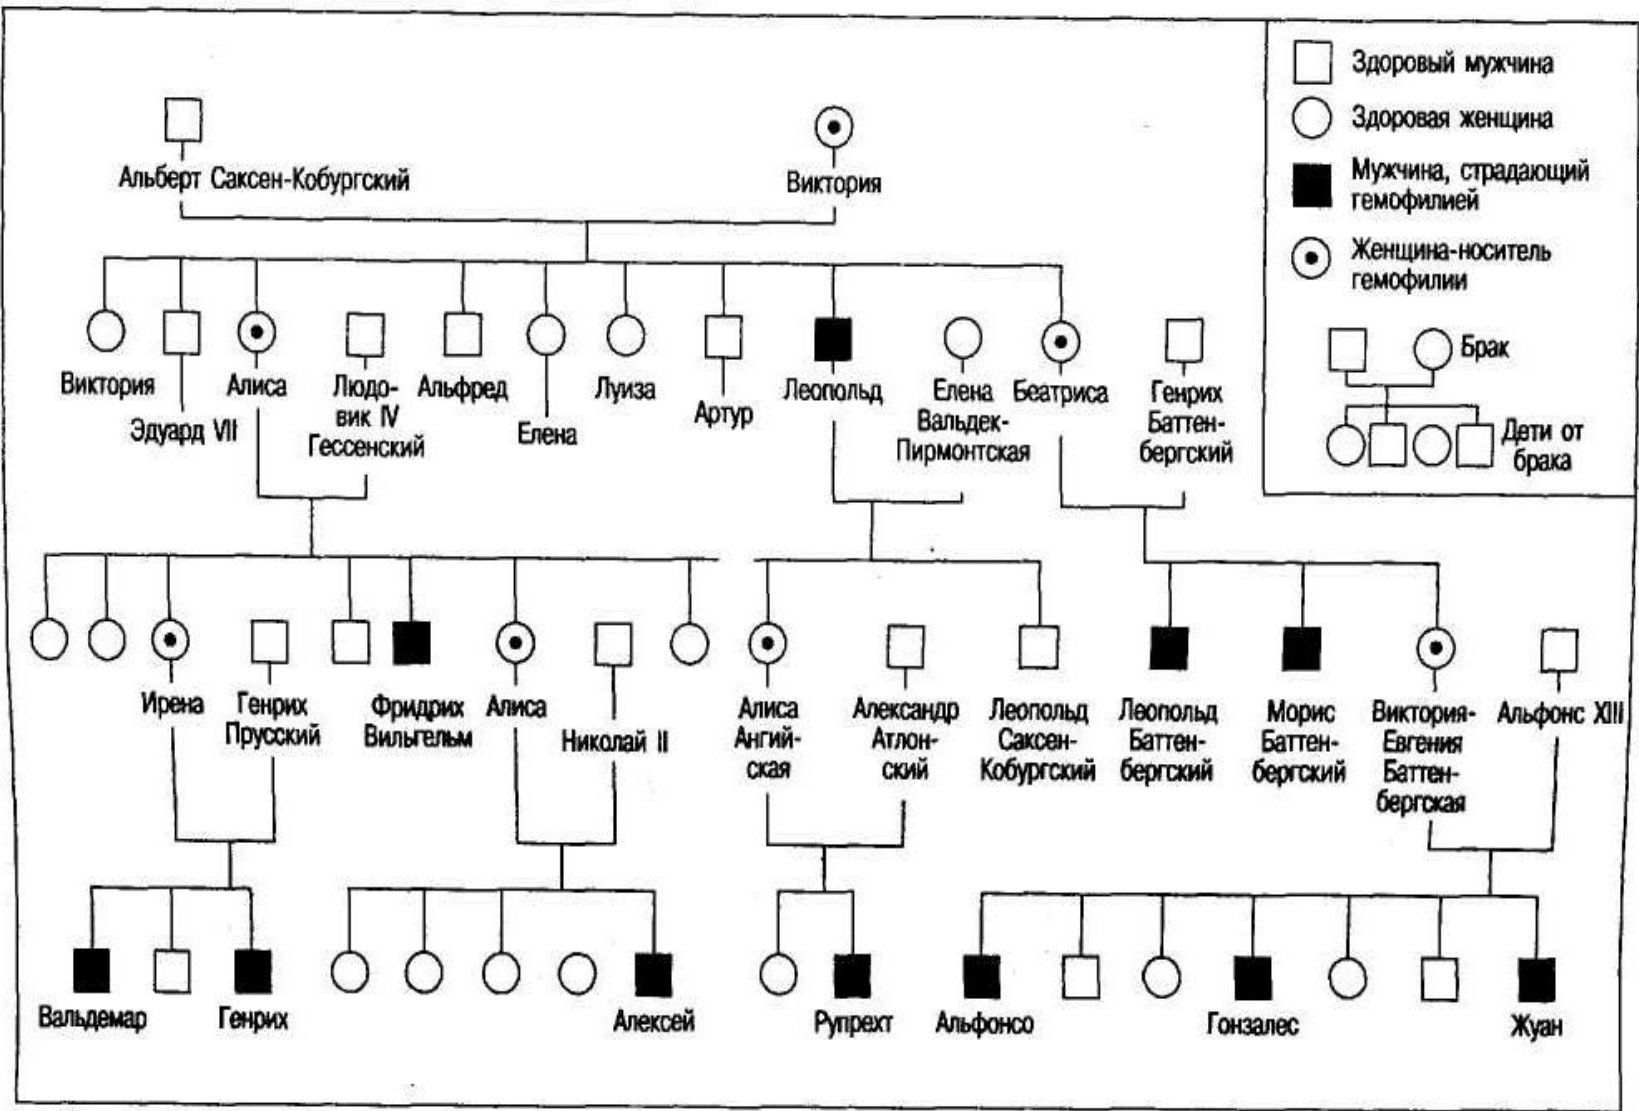 Здоровый мужчина
Здоровая женщина
Мужчина, страдающий
гемофилией
Женщина-носитель
гемофилии
Брак
Дети от
брака
Альберт Саксен-Кобургский
Виктория
Виктория
Эдуард VII
Алиса
Людо-
вик IV
Гессенский
Альфред
Елена
Луиза
Артур
Леопольд
Елена
Вальдек-
Пирмонтская
Беатриса
Генрих
Баттен-
бергский
Ирена
Генрих
Прусский
Фридрих
Вильгельм
Алиса
Николай II
Алиса
Ангий-
ская
Александр
Атлон-
ский
Леопольд
Саксен-
Кобургский
Леопольд
Баттен-
бергский
Морис
Баттен-
бергский
Виктория-
Евгения
Баттен-
бергская
Альфонс XIII
Вальдемар
Генрих
Алексей
Рупрехт
Альфонсо
Гонзалес
Жуан